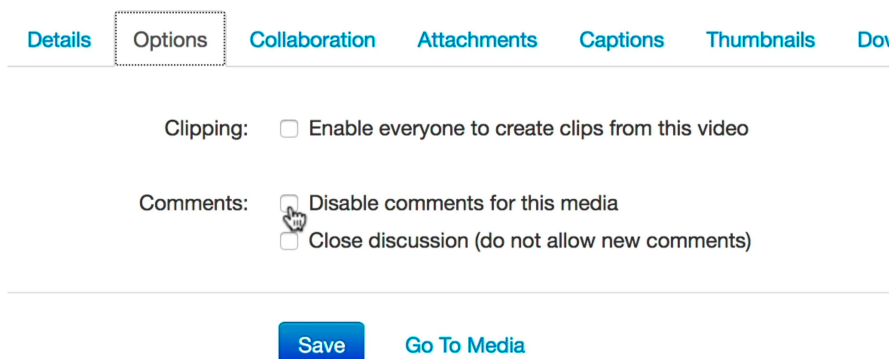 Details Options Collaboration Attachments Captions Thumbnails
Clipping: Enable everyone to create clips from this video
Comments: Disable comments for this media
Close discussion (do not allow new comments)
Save Go To Media